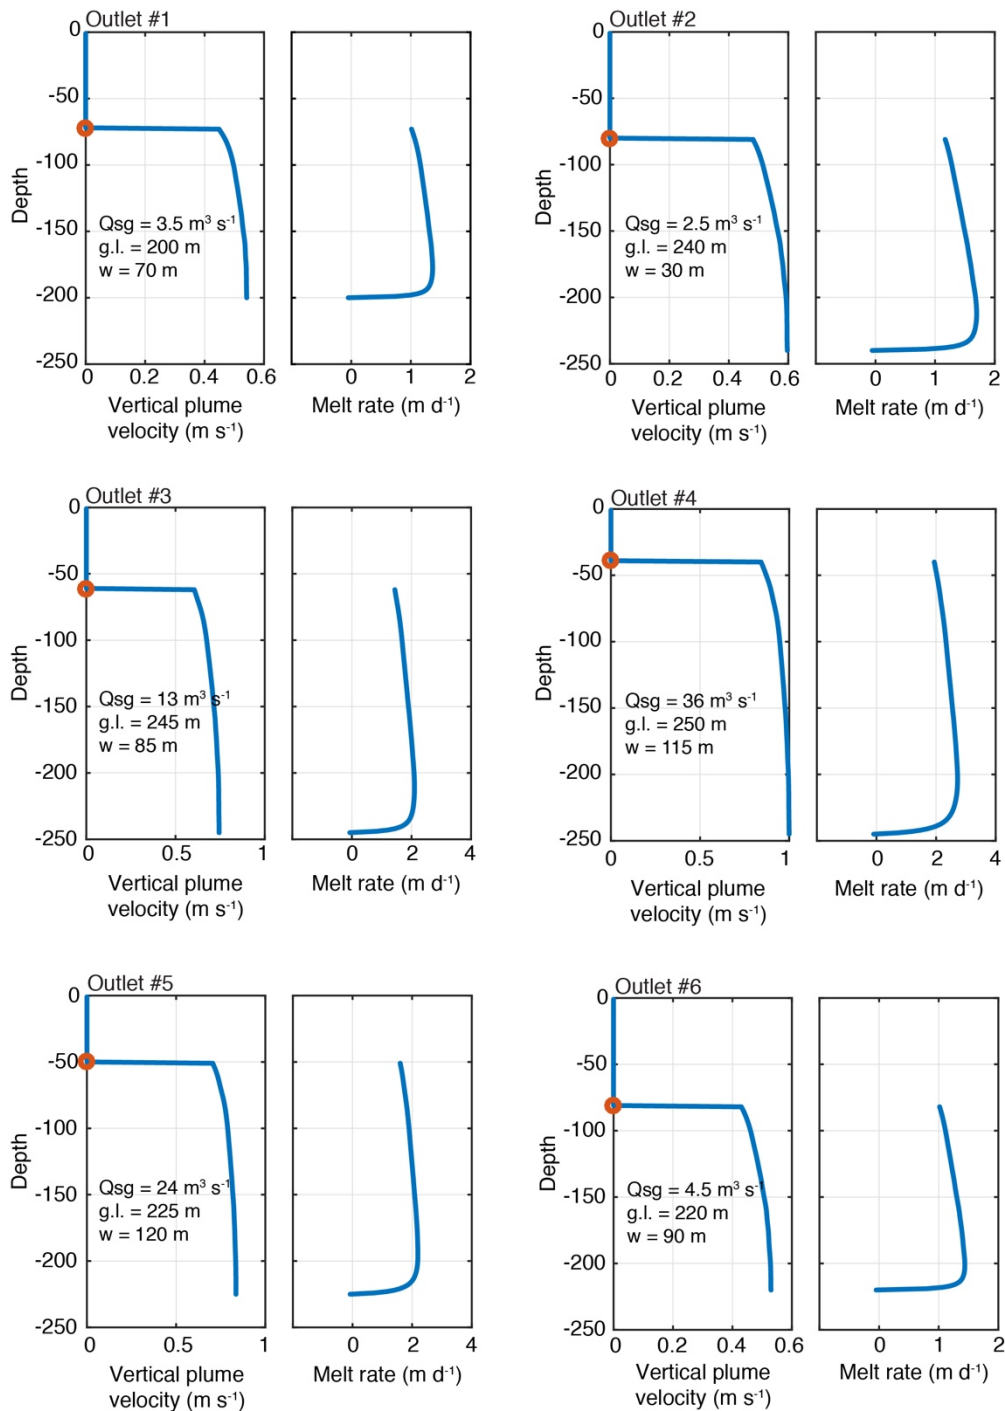 Outlet #1
0
-50
-100
-150
-200
-250
Depth
Qsg = 3.5 m³ s⁻¹
g.l. = 200 m
w = 70 m
0 0.2 0.4 0.6
Vertical plume
velocity (m s⁻¹)
0 1 2
Melt rate (m d⁻¹)
Outlet #2
0
-50
-100
-150
-200
-250
Depth
Qsg = 2.5 m³ s⁻¹
g.l. = 240 m
w = 30 m
0 0.2 0.4 0.6
Vertical plume
velocity (m s⁻¹)
0 1 2
Melt rate (m d⁻¹)
Outlet #3
0
-50
-100
-150
-200
-250
Depth
Qsg = 13 m³ s⁻¹
g.l. = 245 m
w = 85 m
0 0.5 1
Vertical plume
velocity (m s⁻¹)
0 2 4
Melt rate (m d⁻¹)
Outlet #4
0
-50
-100
-150
-200
-250
Depth
Qsg = 36 m³ s⁻¹
g.l. = 250 m
w = 115 m
0 0.5 1
Vertical plume
velocity (m s⁻¹)
0 2 4
Melt rate (m d⁻¹)
Outlet #5
0
-50
-100
-150
-200
-250
Depth
Qsg = 24 m³ s⁻¹
g.l. = 225 m
w = 120 m
0 0.5 1
Vertical plume
velocity (m s⁻¹)
0 2 4
Melt rate (m d⁻¹)
Outlet #6
0
-50
-100
-150
-200
-250
Depth
Qsg = 4.5 m³ s⁻¹
g.l. = 220 m
w = 90 m
0 0.2 0.4 0.6
Vertical plume
velocity (m s⁻¹)
0 1 2
Melt rate (m d⁻¹)